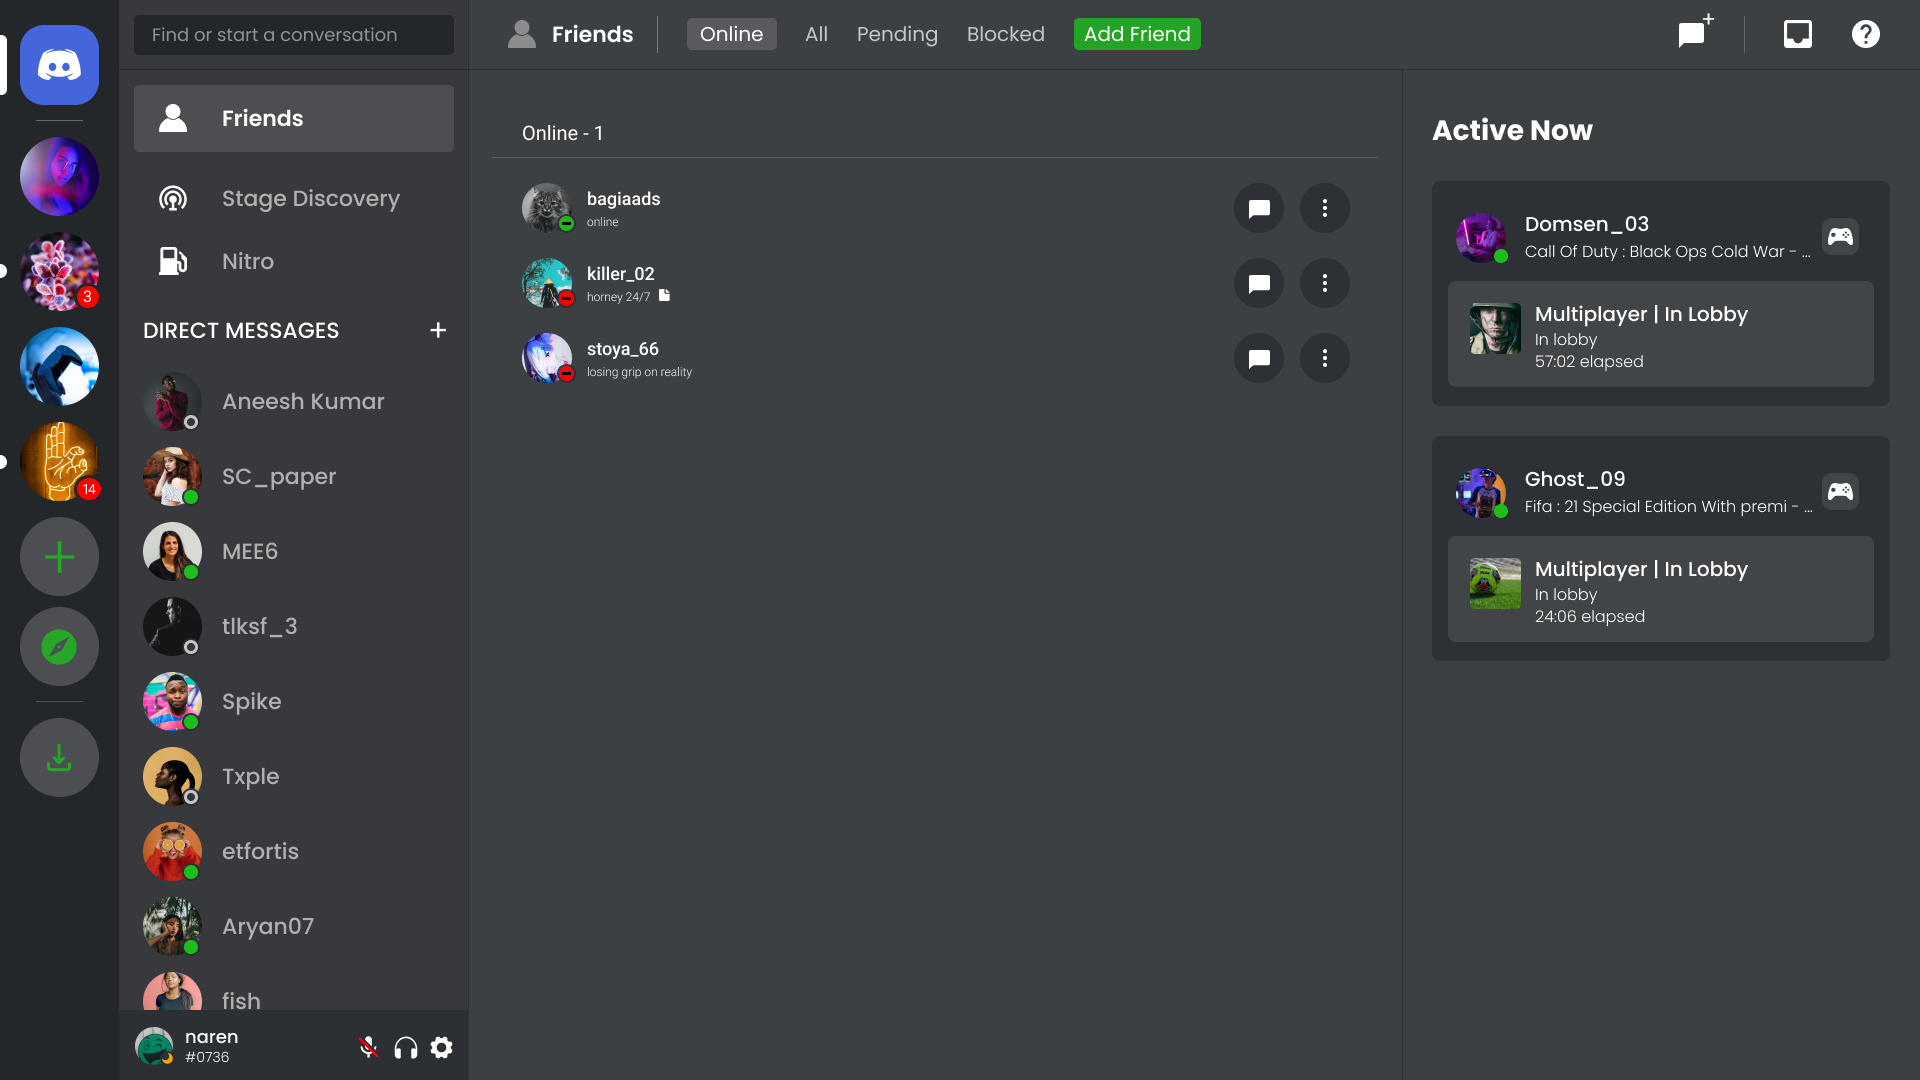 Find or start a conversation
Friends
Online
All
Pending
Blocked
Add Friend
Friends
Stage Discovery
Nitro
DIRECT MESSAGES
Aneesh Kumar
SC_paper
MEE6
tlksf_3
Spike
Txple
etfortis
Aryan07
fish
naren
#0736
3
14
Online - 1
bagiaads
online
killer_02
horney 24/7
stoya_66
losing grip on reality
Active Now
Domsen_03
Call Of Duty : Black Ops Cold War - ...
Multiplayer | In Lobby
In lobby
57:02 elapsed
Ghost_09
Fifa : 21 Special Edition With premi - ...
Multiplayer | In Lobby
In lobby
24:06 elapsed